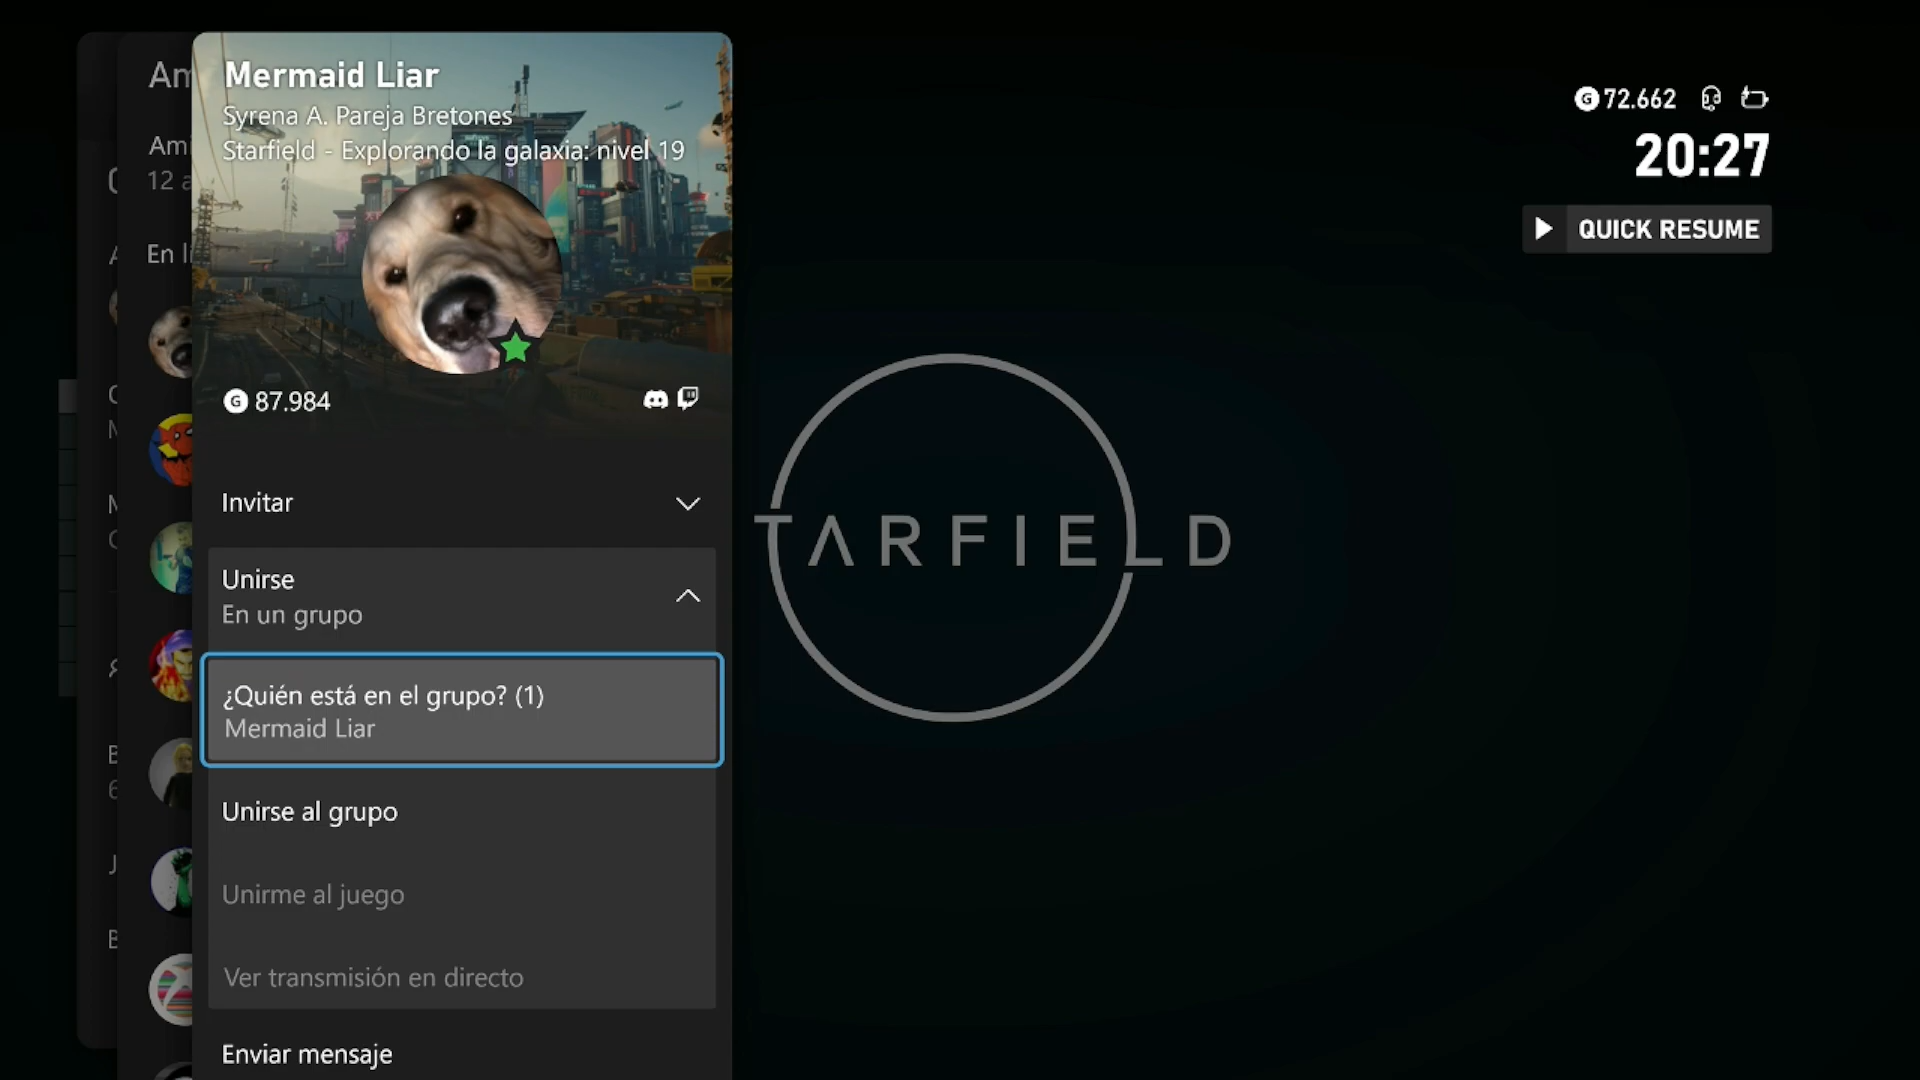 Mermaid Liar
Syrena A. Pareja Bretones
Starfield - Explorando la galaxia: nivel 19
G 87.984
Invitar
Unirse
En un grupo
¿Quién está en el grupo? (1)
Mermaid Liar
Unirse al grupo
Unirme al juego
Ver transmisión en directo
Enviar mensaje
TARFIELD
G 72.662
20:27
QUICK RESUME